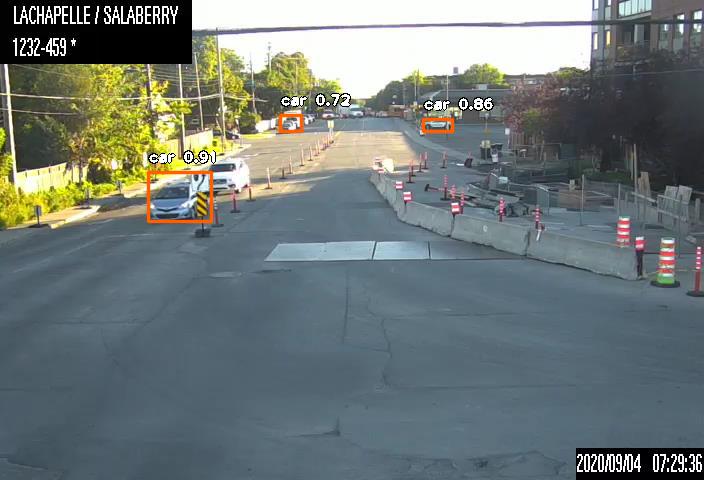 LACHAPELLE / SALABERRY
1232-459 *
car 0.72
car 0.86
car 0.91
2020/09/04 07:29:36